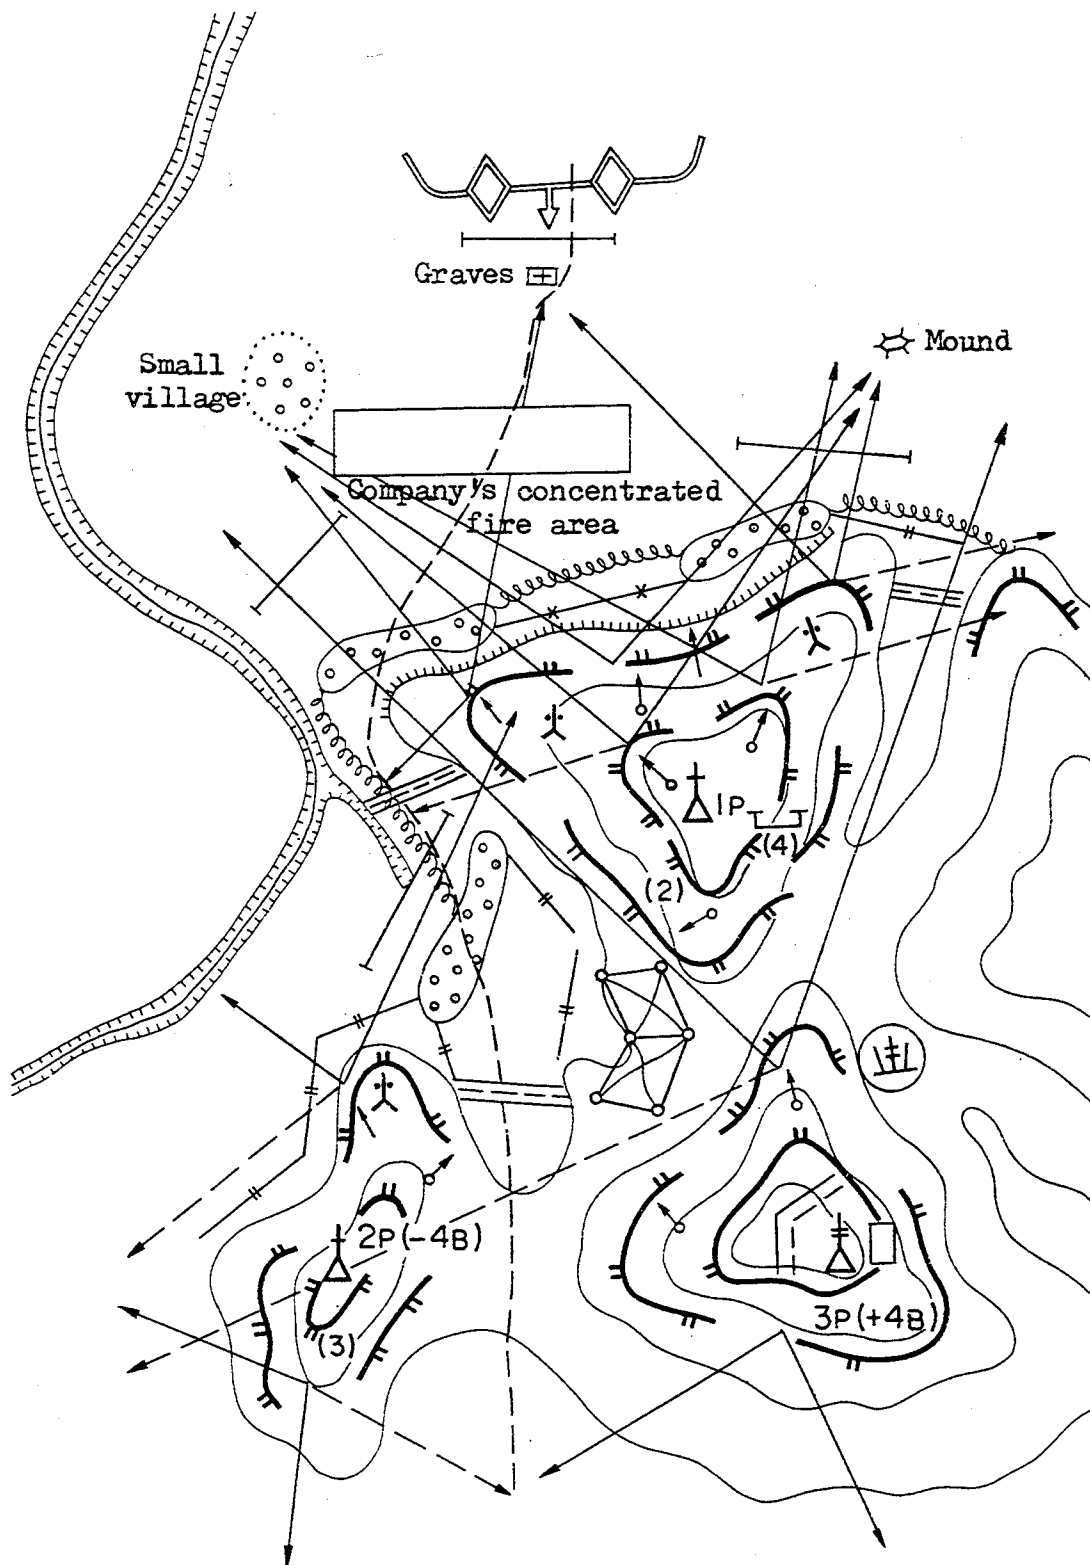 Graves
Mound
Small
village
Company's concentrated
fire area
1P
(4)
(2)
2P(-4B)
(3)
3P(+4B)